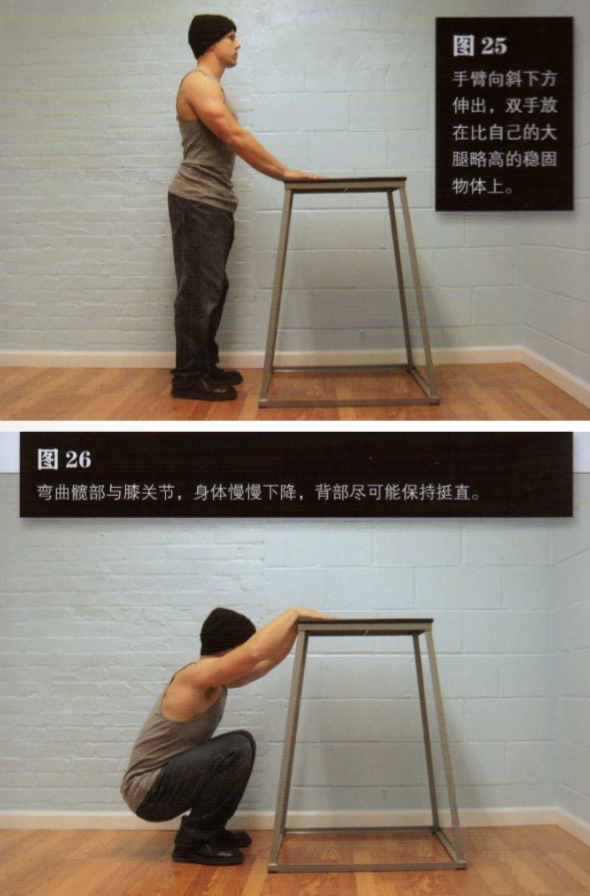 图 25
手臂向斜下方
伸出，双手放
在比自己的大
腿略高的稳固
物体上。
图 26
弯曲髋部与膝关节，身体慢慢下降，背部尽可能保持挺直。